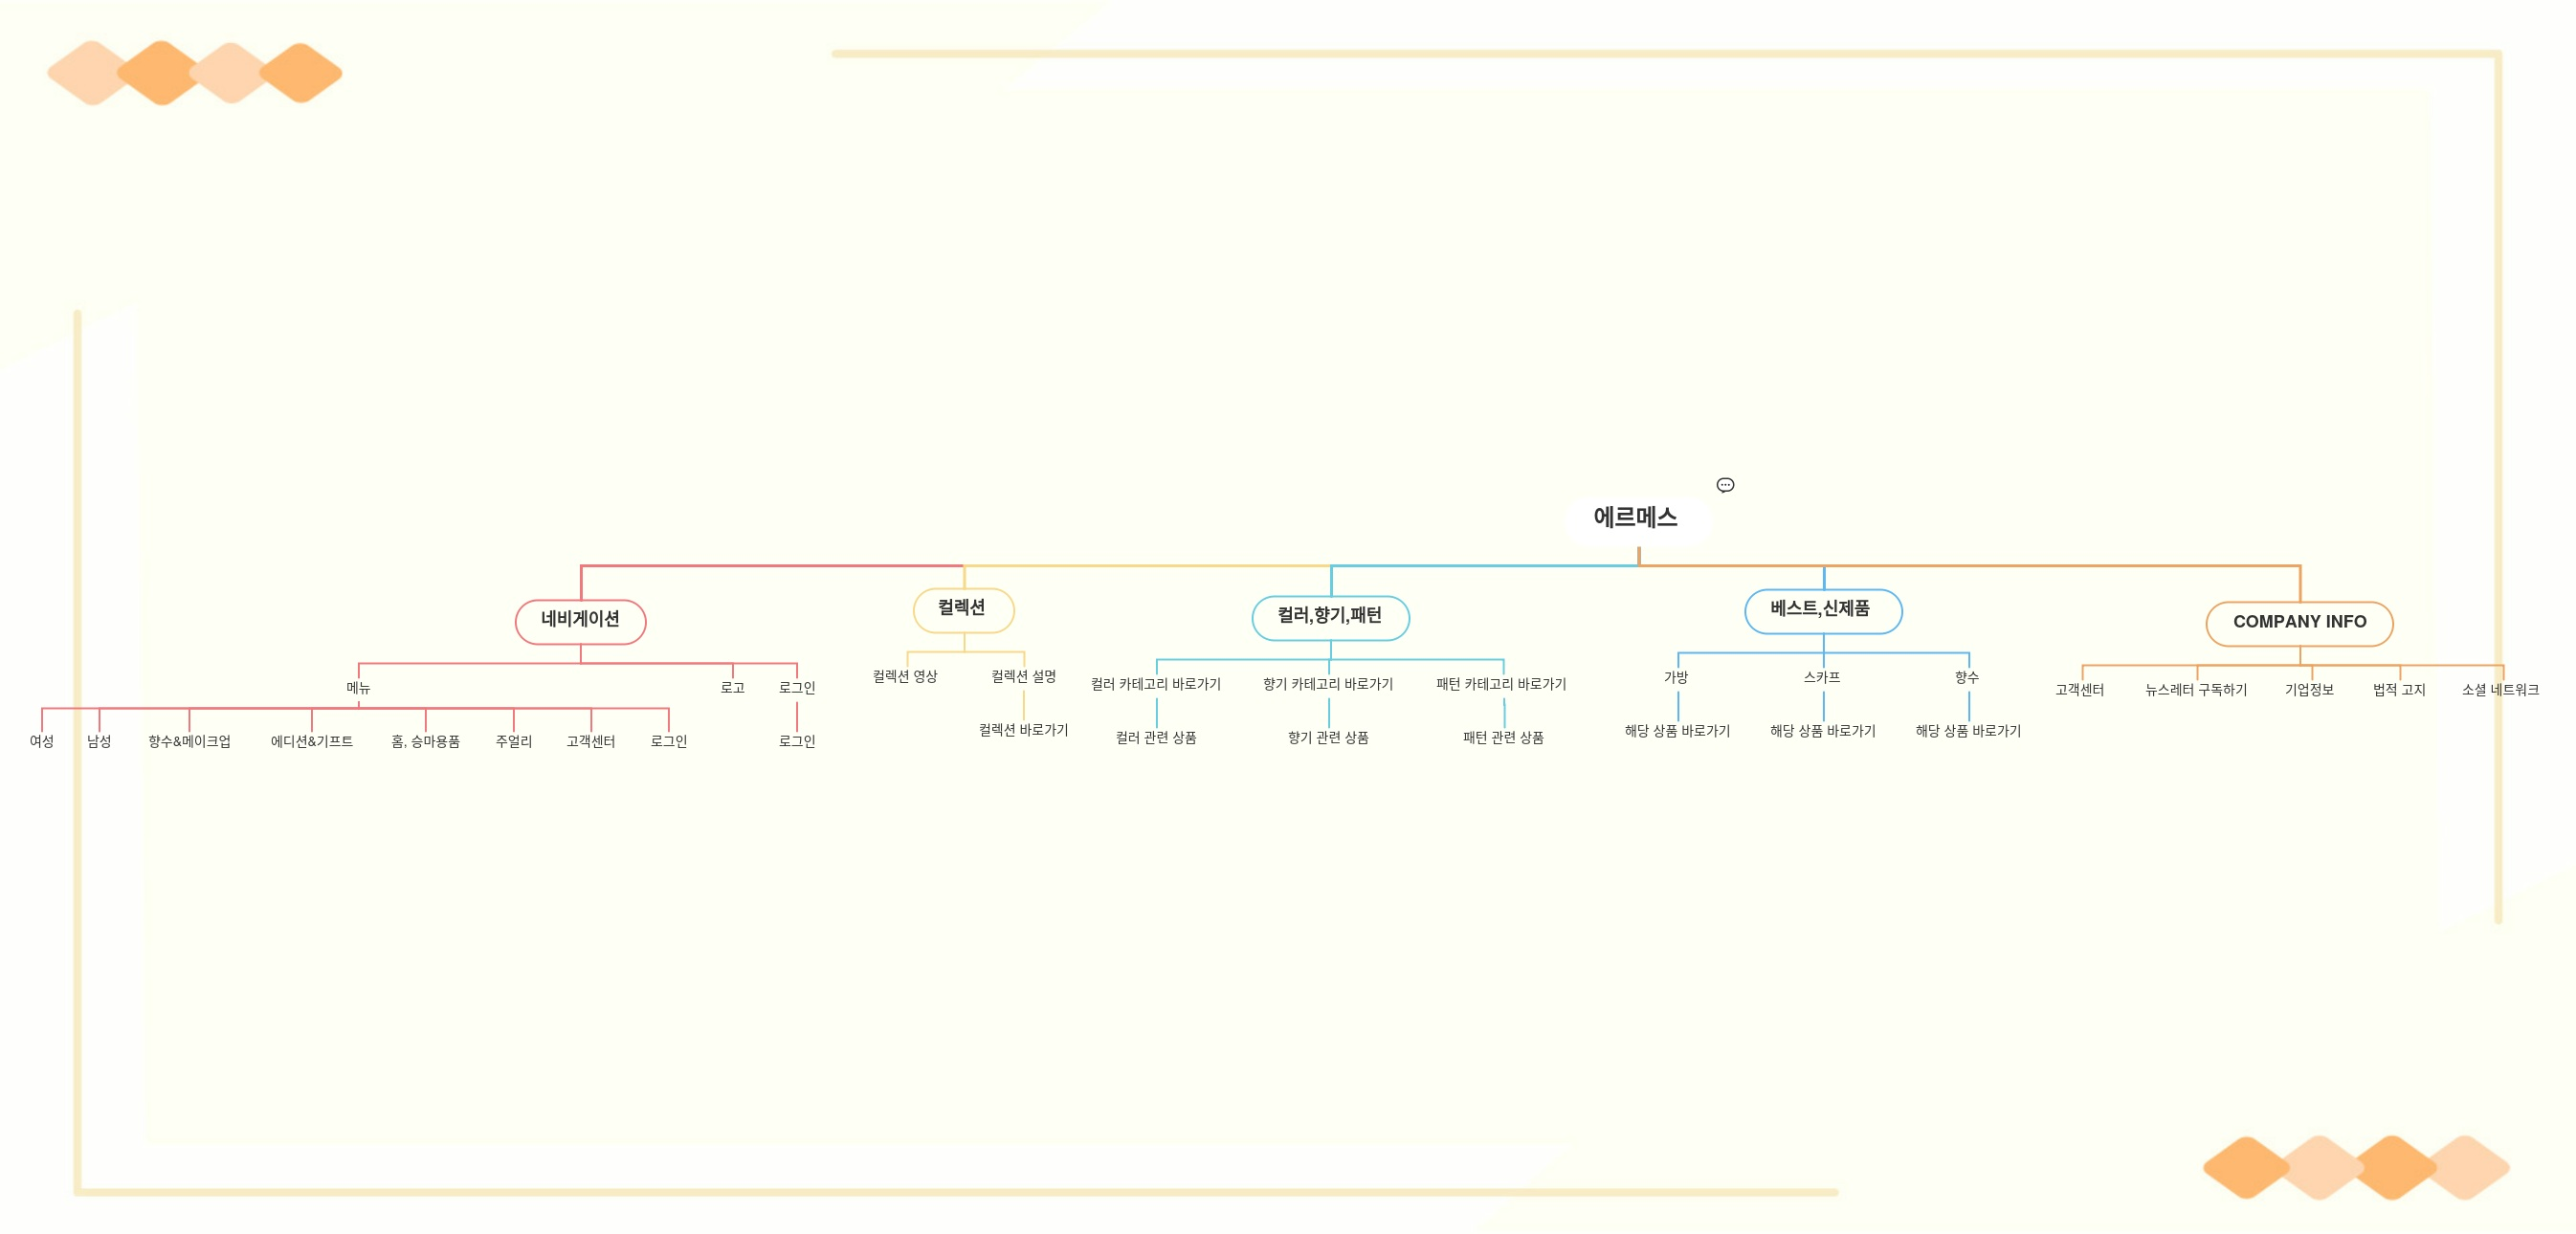 에르메스
네비게이션
컬렉션
컬러,향기,패턴
베스트,신제품
COMPANY INFO
메뉴
로고
로그인
컬렉션 영상
컬렉션 설명
컬러 카테고리 바로가기
향기 카테고리 바로가기
패턴 카테고리 바로가기
가방
스카프
향수
고객센터
뉴스레터 구독하기
기업정보
법적 고지
소셜 네트워크
여성
남성
향수&메이크업
에디션&기프트
홈, 승마용품
주얼리
고객센터
로그인
로그인
컬렉션 바로가기
컬러 관련 상품
향기 관련 상품
패턴 관련 상품
해당 상품 바로가기
해당 상품 바로가기
해당 상품 바로가기